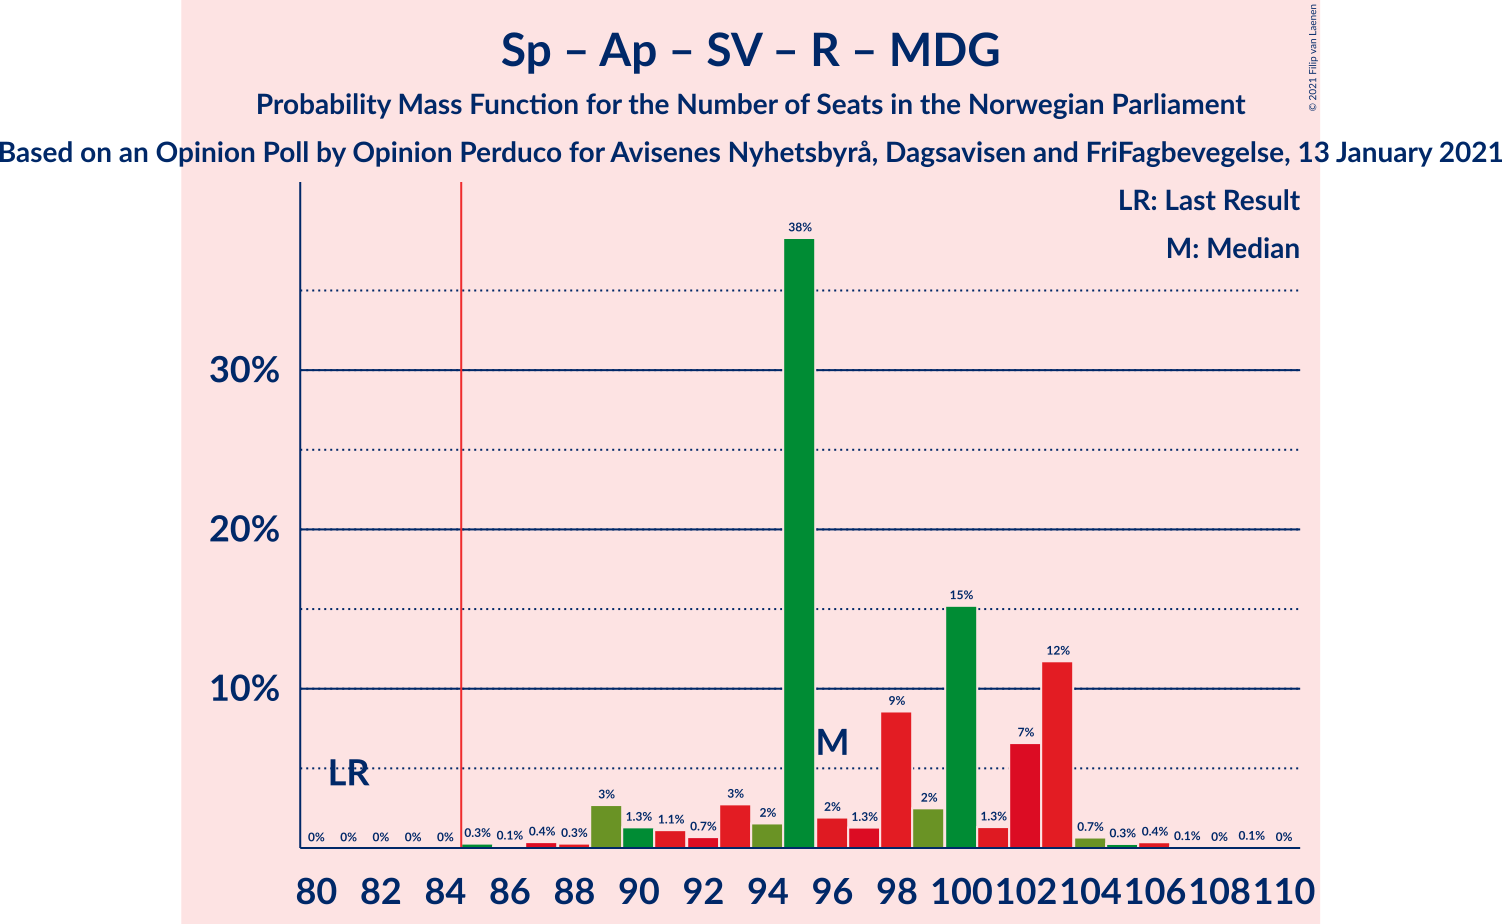 Sp – Ap – SV – R – MDG
Probability Mass Function for the Number of Seats in the Norwegian Parliament
Based on an Opinion Poll by Opinion Perduco for Avisenes Nyhetsbyrå, Dagsavisen and FriFagbevegelse, 13 January 2021
© 2021 Filip van Laenen
LR: Last Result
M: Median
30%
20%
10%
LR
M
0% 0% 0% 0% 0% 0.3% 0.1% 0.4% 0.3% 3% 1.3% 1.1% 0.7% 3% 2% 38% 2% 1.3% 9% 2% 15% 1.3% 7% 12% 0.7% 0.3% 0.4% 0.1% 0% 0.1% 0%
80 82 84 86 88 90 92 94 96 98 100 102 104 106 108 110